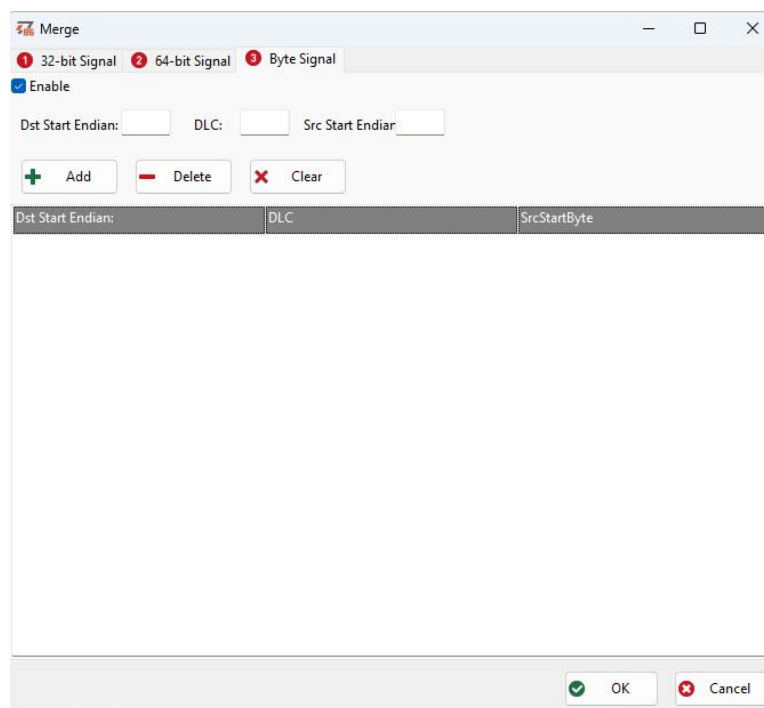 Merge
1 32-bit Signal 2 64-bit Signal 3 Byte Signal
Enable
Dst Start Endian: DLC: Src Start Endian
Add Delete Clear
Dst Start Endian: DLC SrcStartByte
OK Cancel